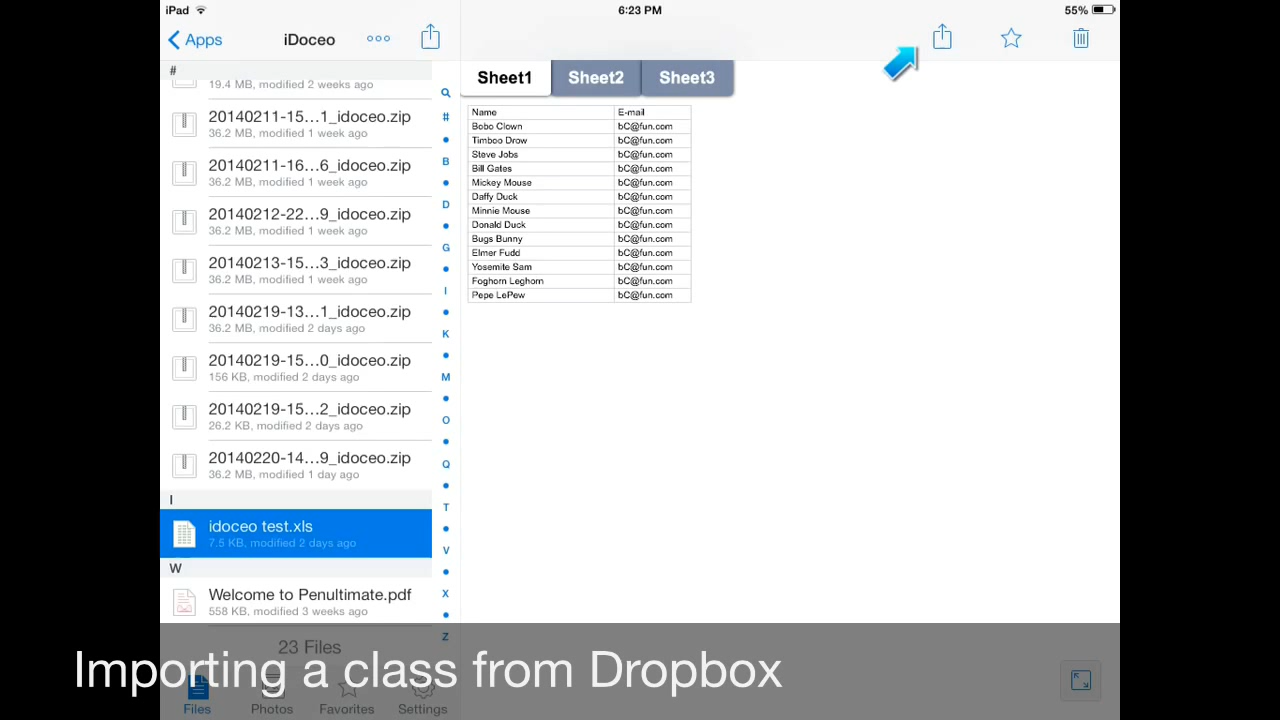 iPad
6:23 PM
55%
Apps
iDoceo
#
19.4 MB, modified 2 weeks ago
20140211-15...1_idoceo.zip
36.2 MB, modified 1 week ago
20140211-16...6_idoceo.zip
36.2 MB, modified 1 week ago
20140212-22...9_idoceo.zip
36.2 MB, modified 1 week ago
20140213-15...3_idoceo.zip
36.2 MB, modified 1 week ago
20140219-13...1_idoceo.zip
36.2 MB, modified 2 days ago
20140219-15...0_idoceo.zip
156 KB, modified 2 days ago
20140219-15...2_idoceo.zip
26.2 KB, modified 2 days ago
20140220-14...9_idoceo.zip
36.2 MB, modified 1 day ago
I
idoceo test.xls
7.5 KB, modified 2 days ago
W
Welcome to Penultimate.pdf
558 KB, modified 3 weeks ago
23 Files
#
B
D
G
I
K
M
O
Q
T
V
X
Z
Sheet1 Sheet2 Sheet3
Name E-mail
Bobo Clown bC@fun.com
Timboo Drow bC@fun.com
Steve Jobs bC@fun.com
Bill Gates bC@fun.com
Mickey Mouse bC@fun.com
Daffy Duck bC@fun.com
Minnie Mouse bC@fun.com
Donald Duck bC@fun.com
Bugs Bunny bC@fun.com
Elmer Fudd bC@fun.com
Yosemite Sam bC@fun.com
Foghorn Leghorn bC@fun.com
Pepe LePew bC@fun.com
Importing a class from Dropbox
Files Photos Favorites Settings